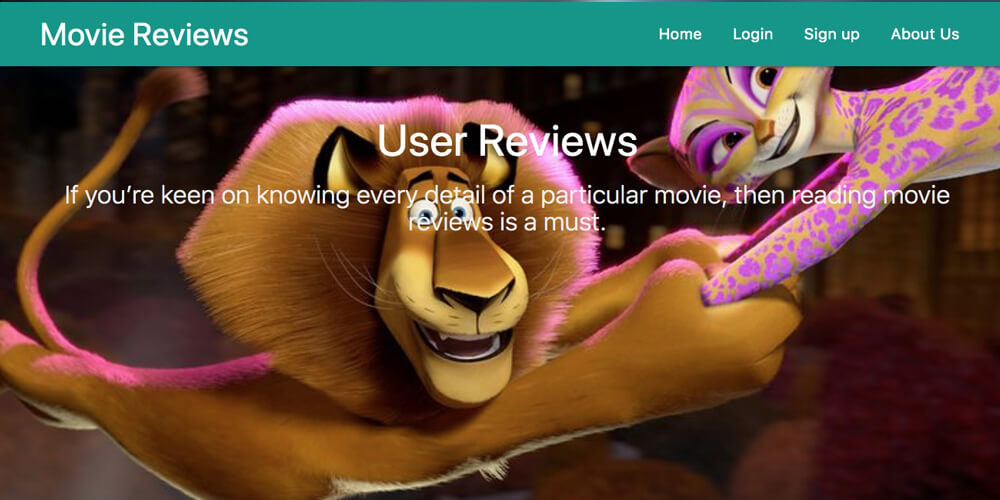 Movie Reviews
Home Login Sign up About Us
User Reviews
If you’re keen on knowing every detail of a particular movie, then reading movie
reviews is a must.